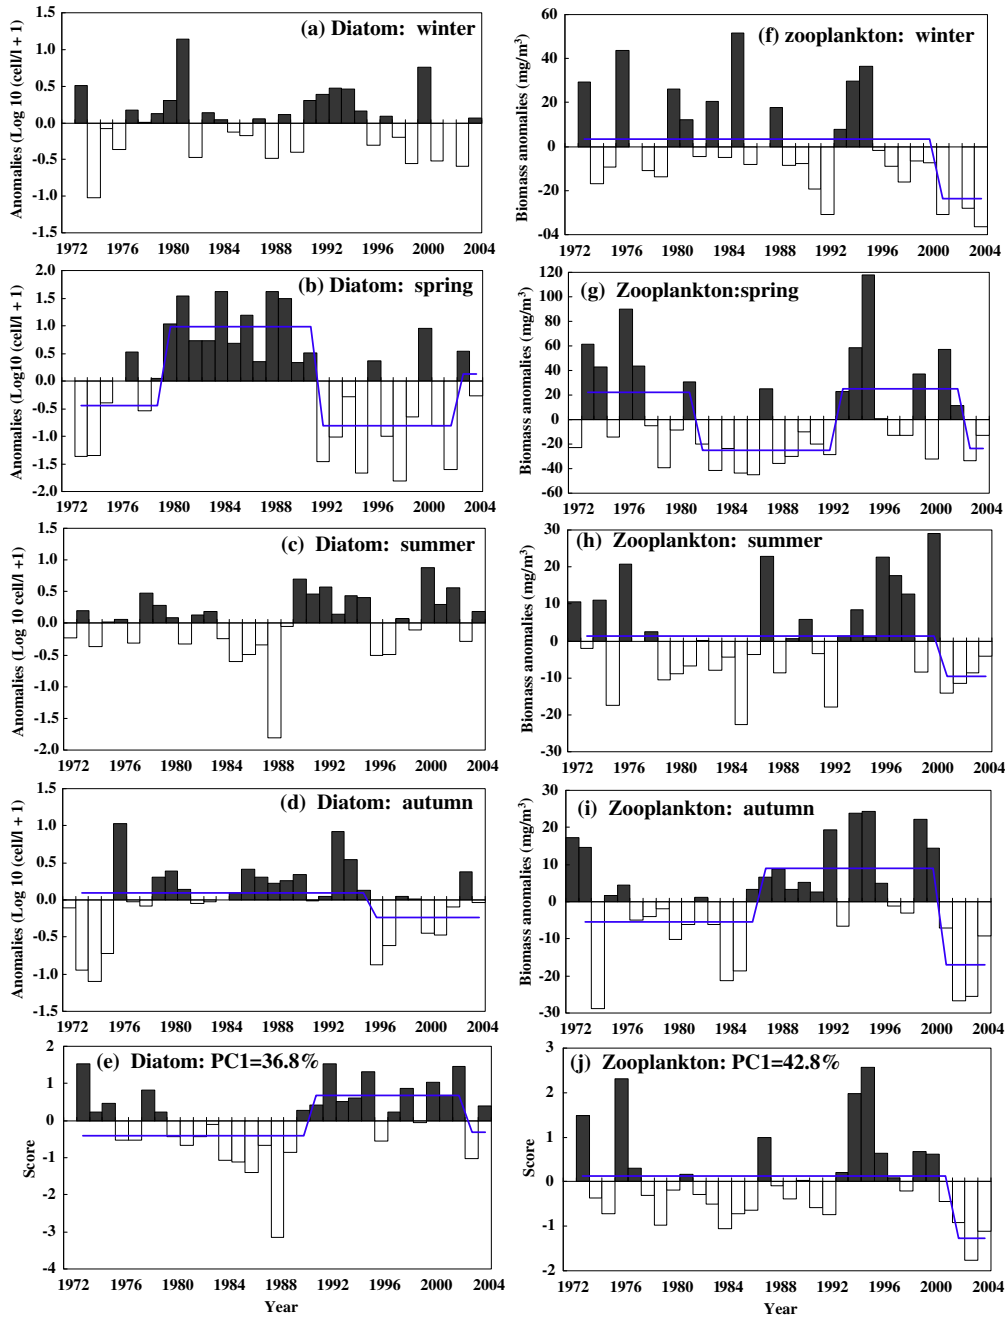 (a) Diatom: winter
Anomalies (Log 10 (cell/l + 1)
1.5
1.0
0.5
0.0
-0.5
-1.0
-1.5
1972 1976 1980 1984 1988 1992 1996 2000 2004
(f) zooplankton: winter
Biomass anomalies (mg/m³)
60
40
20
0
-20
-04
1972 1976 1980 1984 1988 1992 1996 2000 2004
(b) Diatom: spring
Anomalies (Log10 (cell/l + 1)
2.0
1.5
1.0
0.5
0.0
-0.5
-1.0
-1.5
-2.0
1972 1976 1980 1984 1988 1992 1996 2000 2004
(g) Zooplankton:spring
Biomass anomalies (mg/m³)
120
100
80
60
40
20
0
-20
-40
-60
1972 1976 1980 1984 1988 1992 1996 2000 2004
(c) Diatom: summer
Anomalies (Log 10 cell/l +1)
1.5
1.0
0.5
0.0
-0.5
-1.0
-1.5
-2.0
1972 1976 1980 1984 1988 1992 1996 2000 2004
(h) Zooplankton: summer
Biomass anomalies (mg/m³)
30
20
10
0
-10
-20
-30
1972 1976 1980 1984 1988 1992 1996 2000 2004
(d) Diatom: autumn
Anomalies (Log 10 (cell/l + 1)
1.5
1.0
0.5
0.0
-0.5
-1.0
-1.5
1972 1976 1980 1984 1988 1992 1996 2000 2004
(i) Zooplankton: autumn
Biomass anomalies (mg/m³)
30
20
10
0
-10
-20
-30
1972 1976 1980 1984 1988 1992 1996 2000 2004
(e) Diatom: PC1=36.8%
Score
2
1
0
-1
-2
-3
-4
1972 1976 1980 1984 1988 1992 1996 2000 2004
Year
(j) Zooplankton: PC1=42.8%
Score
3
2
1
0
-1
-2
1972 1976 1980 1984 1988 1992 1996 2000 2004
Year